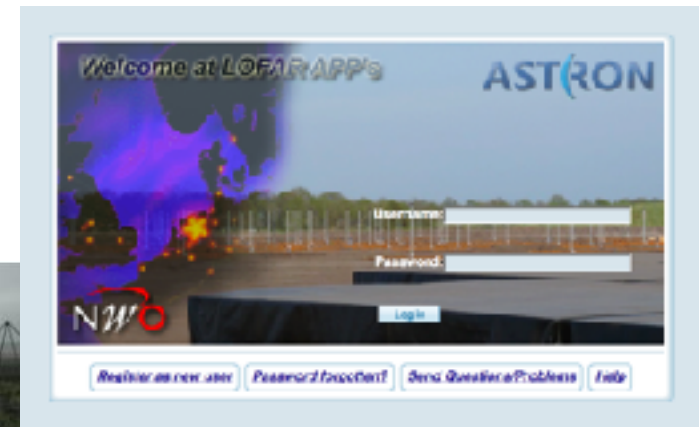 Welcome at LOFAR APP's
ASTRON
Username:
Password:
NWO
Log in
Register as new user Password forgotten? Send Questions/Problems Help